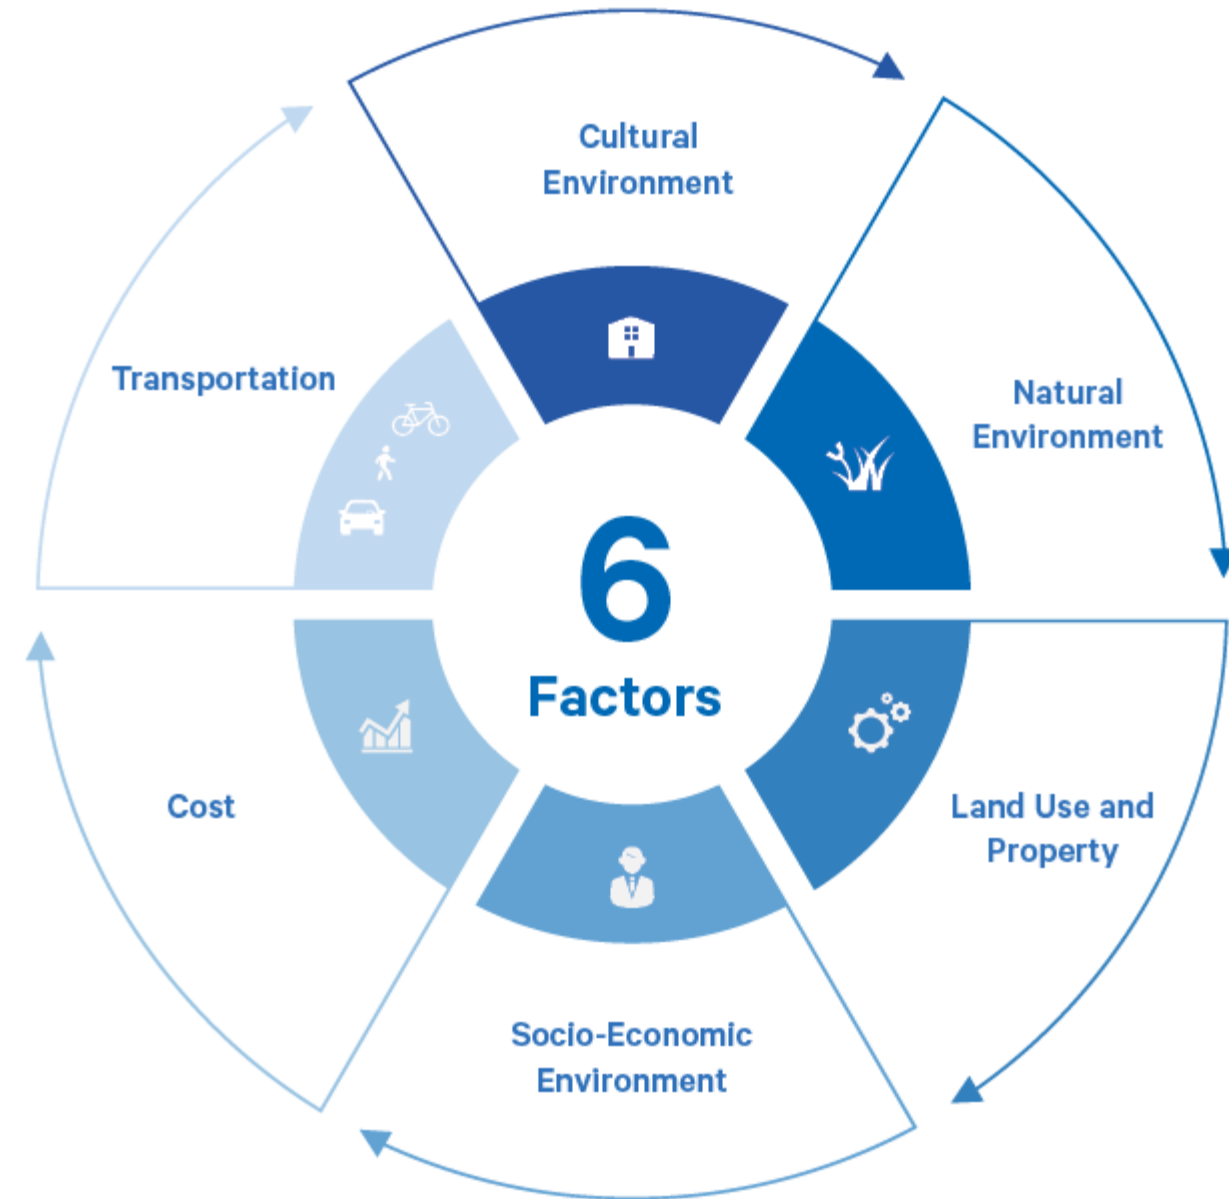 Cultural
Environment
Natural
Environment
Transportation
6
Factors
Land Use and
Property
Cost
Socio-Economic
Environment